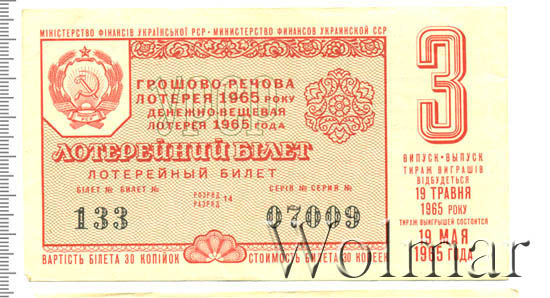 МІНІСТЕРСТВО ФІНАНСІВ УКРАЇНСЬКОЇ РСР • МИНИСТЕРСТВО ФИНАНСОВ УКРАИНСКОЙ ССР
ГРОШОВО-РЕЧОВА
ЛОТЕРЕЯ 1965 РОКУ
ДЕНЕЖНО-ВЕЩЕВАЯ
ЛОТЕРЕЯ 1965 ГОДА
ЛОТЕРЕЙНИЙ БІЛЕТ
ЛОТЕРЕЙНЫЙ БИЛЕТ
БІЛЕТ № БИЛЕТ №
РОЗРЯД
РАЗРЯД 14
СЕРІЯ № СЕРИЯ №
133
07009
ВАРТІСТЬ БІЛЕТА 30 КОПІЙОК
СТОИМОСТЬ БИЛЕТА 30 КОПЕЕК
3
ВИПУСК • ВЫПУСК
ТИРАЖ ВИГРАШІВ
ВІДБУДЕТЬСЯ
19 ТРАВНЯ
1965 РОКУ
ТИРАЖ ВЫИГРЫШЕЙ СОСТОИТСЯ
19 МАЯ
1965 ГОДА
Wolmar